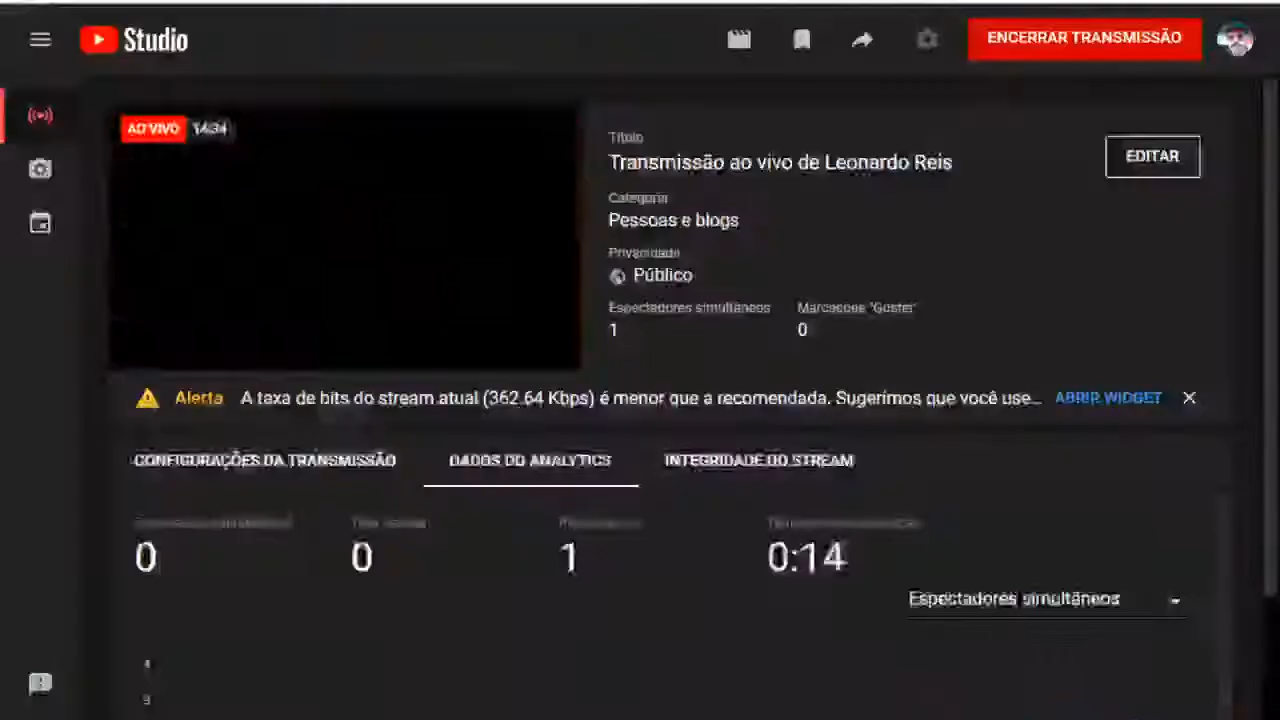 Studio
ENCERRAR TRANSMISSÃO
AO VIVO 14:34
Título
Transmissão ao vivo de Leonardo Reis
EDITAR
Categoria
Pessoas e blogs
Privacidade
Público
Espectadores simultâneos
Marcações "Gostei"
1
0
Alerta A taxa de bits do stream atual (362.64 Kbps) é menor que a recomendada. Sugerimos que você use... ABRIR WIDGET
CONFIGURAÇÕES DA TRANSMISSÃO
DADOS DO ANALYTICS
INTEGRIDADE DO STREAM
0
0
1
0:14
Espectadores simultâneos
4
3